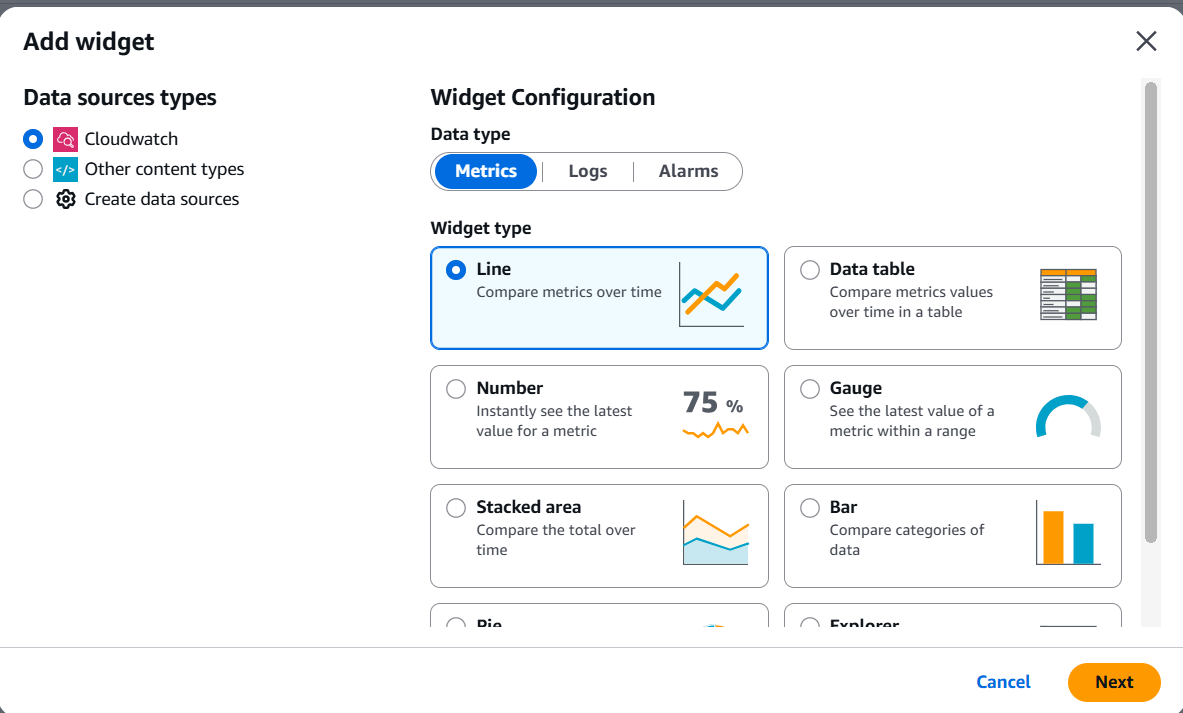 Add widget
Data sources types
Cloudwatch
</> Other content types
Create data sources
Widget Configuration
Data type
Metrics
Logs
Alarms
Widget type
Line
Compare metrics over time
Data table
Compare metrics values
over time in a table
Number
Instantly see the latest
value for a metric
75 %
Gauge
See the latest value of a
metric within a range
Stacked area
Compare the total over
time
Bar
Compare categories of
data
Pie
Explorer
Cancel
Next